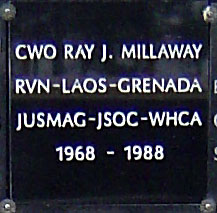 CWO RAY J. MILLAWAY
RVN-LAOS-GRENADA
JUSMAG-JSOC-WHCA
1968 - 1988